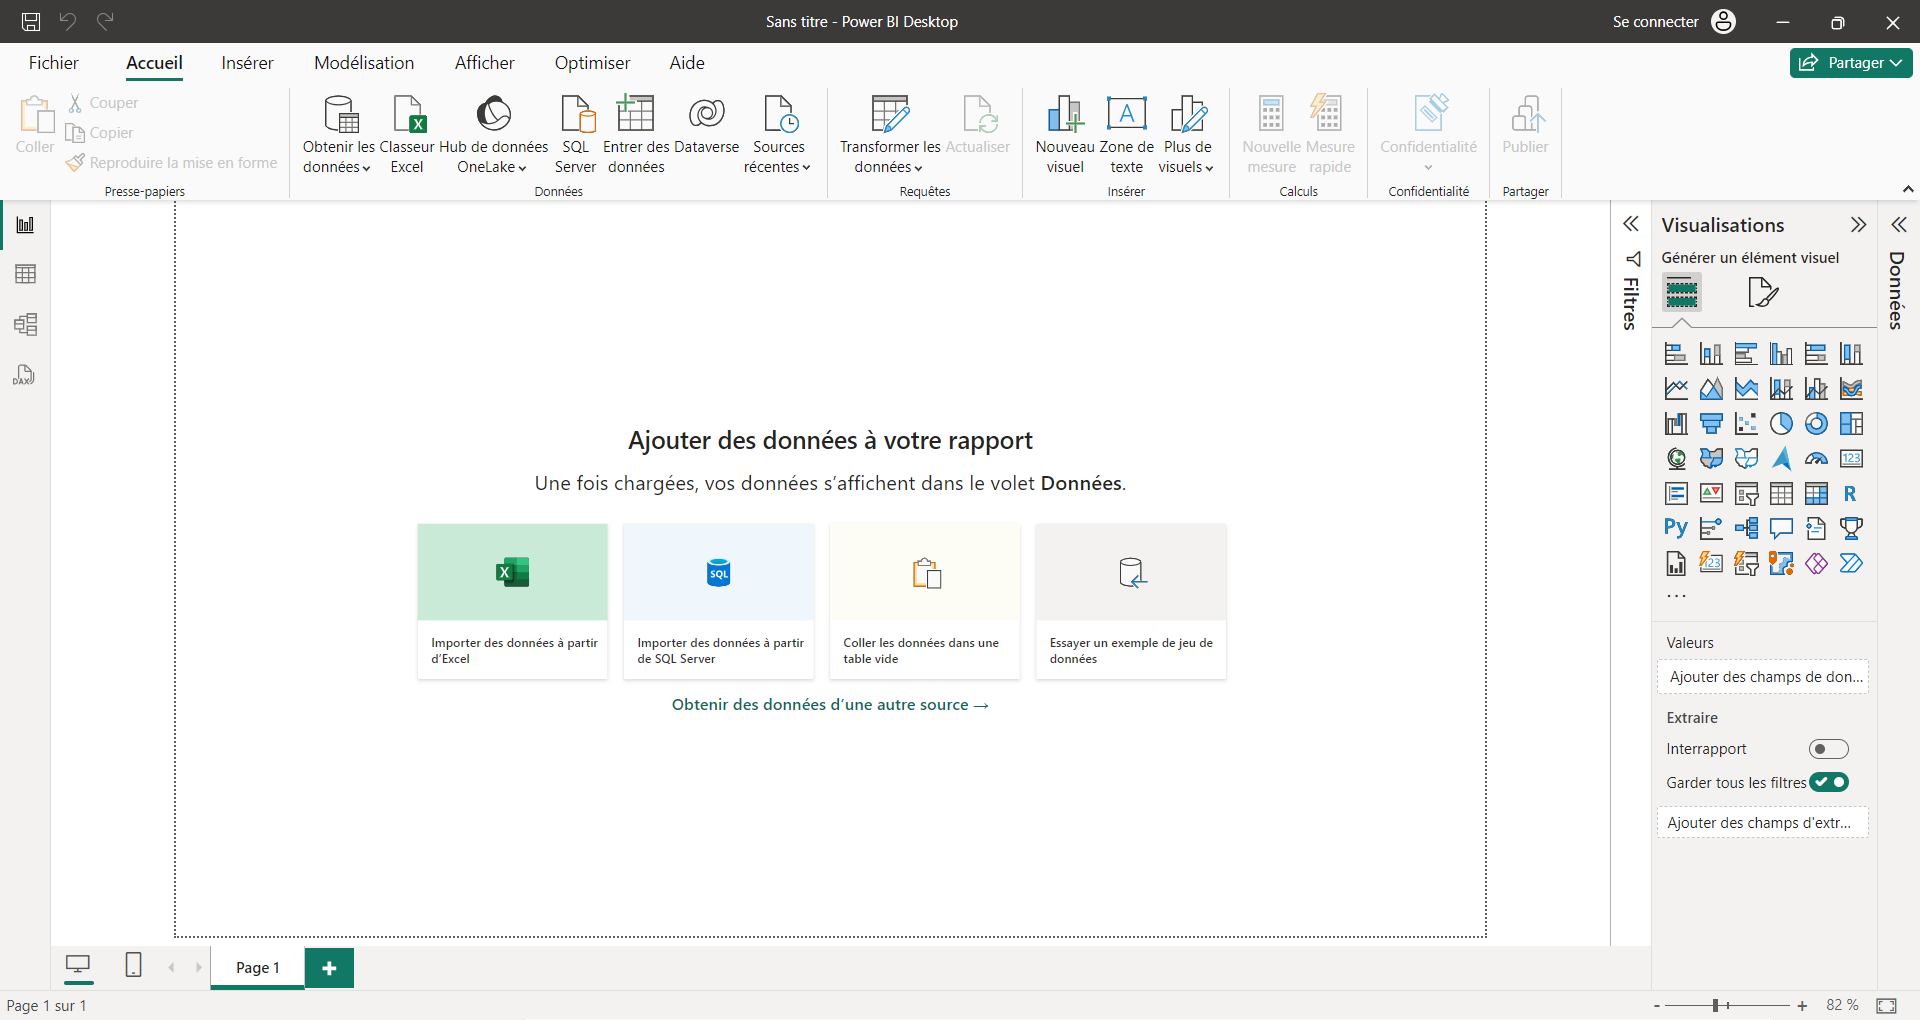 Sans titre - Power BI Desktop
Se connecter
Fichier
Accueil
Insérer
Modélisation
Afficher
Optimiser
Aide
Partager
Coller
Couper
Copier
Reproduire la mise en forme
Presse-papiers
Obtenir les
données
Classeur
Excel
Hub de données
OneLake
SQL
Server
Entrer des
données
Dataverse
Sources
récentes
Données
Transformer les
données
Actualiser
Requêtes
Nouveau
visuel
Zone de
texte
Plus de
visuels
Insérer
Nouvelle
mesure
Mesure
rapide
Calculs
Confidentialité
Confidentialité
Publier
Partager
DAX
Ajouter des données à votre rapport
Une fois chargées, vos données s’affichent dans le volet Données.
SQL
Importer des données à partir
d’Excel
Importer des données à partir
de SQL Server
Coller les données dans une
table vide
Essayer un exemple de jeu de
données
Obtenir des données d’une autre source →
Filtres
Visualisations
Générer un élément visuel
123
R
Py
123
...
Valeurs
Ajouter des champs de don...
Extraire
Interrapport
Garder tous les filtres
Ajouter des champs d'extr...
Données
Page 1
Page 1 sur 1
- + 82 %